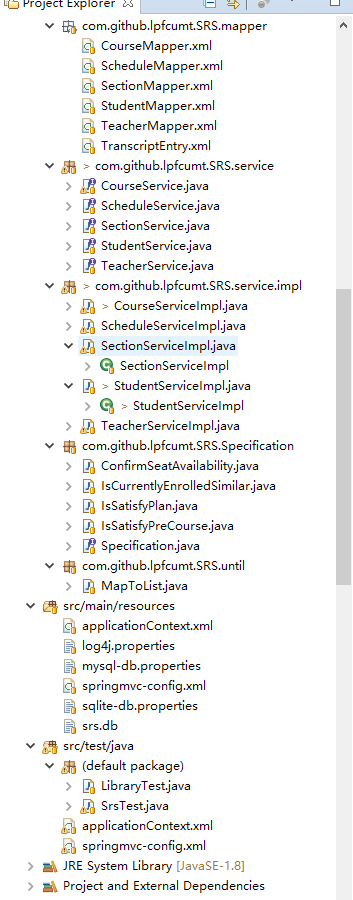 Project Explorer
com.github.lpfcumt.SRS.mapper
CourseMapper.xml
ScheduleMapper.xml
SectionMapper.xml
StudentMapper.xml
TeacherMapper.xml
TranscriptEntry.xml
> com.github.lpfcumt.SRS.service
CourseService.java
ScheduleService.java
SectionService.java
StudentService.java
TeacherService.java
> com.github.lpfcumt.SRS.service.impl
> CourseServiceImpl.java
ScheduleServiceImpl.java
SectionServiceImpl.java
SectionServiceImpl
> StudentServiceImpl.java
> StudentServiceImpl
TeacherServiceImpl.java
com.github.lpfcumt.SRS.Specification
ConfirmSeatAvailability.java
IsCurrentlyEnrolledSimilar.java
IsSatisfyPlan.java
IsSatisfyPreCourse.java
Specification.java
com.github.lpfcumt.SRS.until
MapToList.java
src/main/resources
applicationContext.xml
log4j.properties
mysql-db.properties
springmvc-config.xml
sqlite-db.properties
srs.db
src/test/java
(default package)
LibraryTest.java
SrsTest.java
applicationContext.xml
springmvc-config.xml
JRE System Library [JavaSE-1.8]
Project and External Dependencies